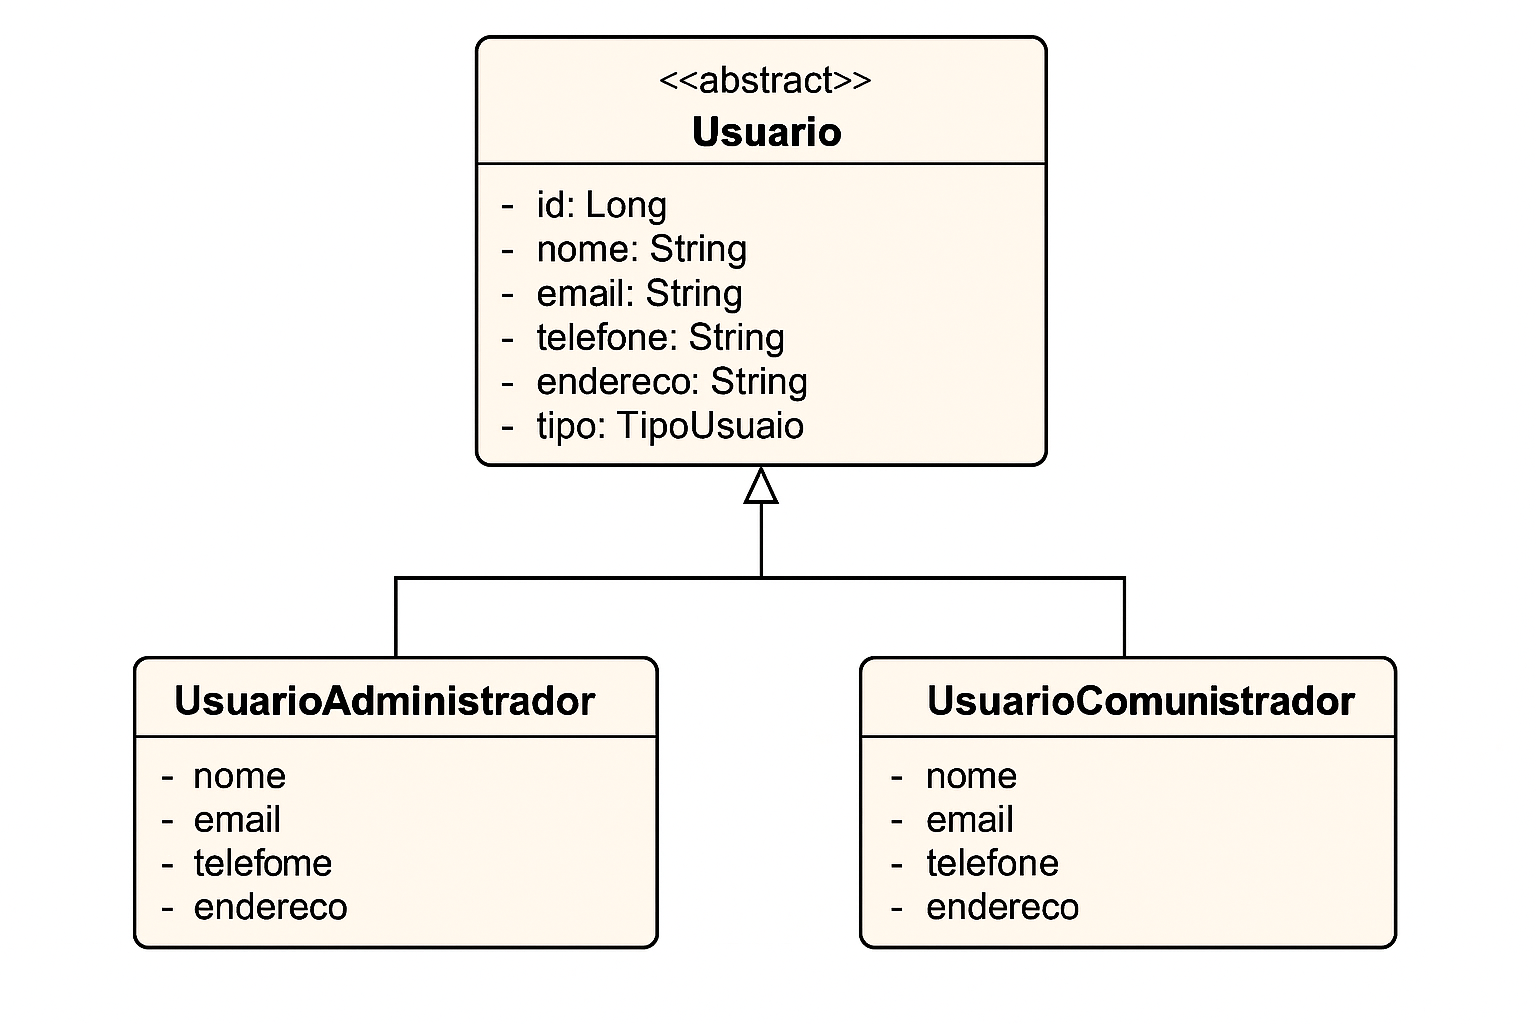 <<abstract>>
Usuario
- id: Long
- nome: String
- email: String
- telefone: String
- endereco: String
- tipo: TipoUsuaio
UsuarioAdministrador
- nome
- email
- telefome
- endereco
UsuarioComunistrador
- nome
- email
- telefone
- endereco